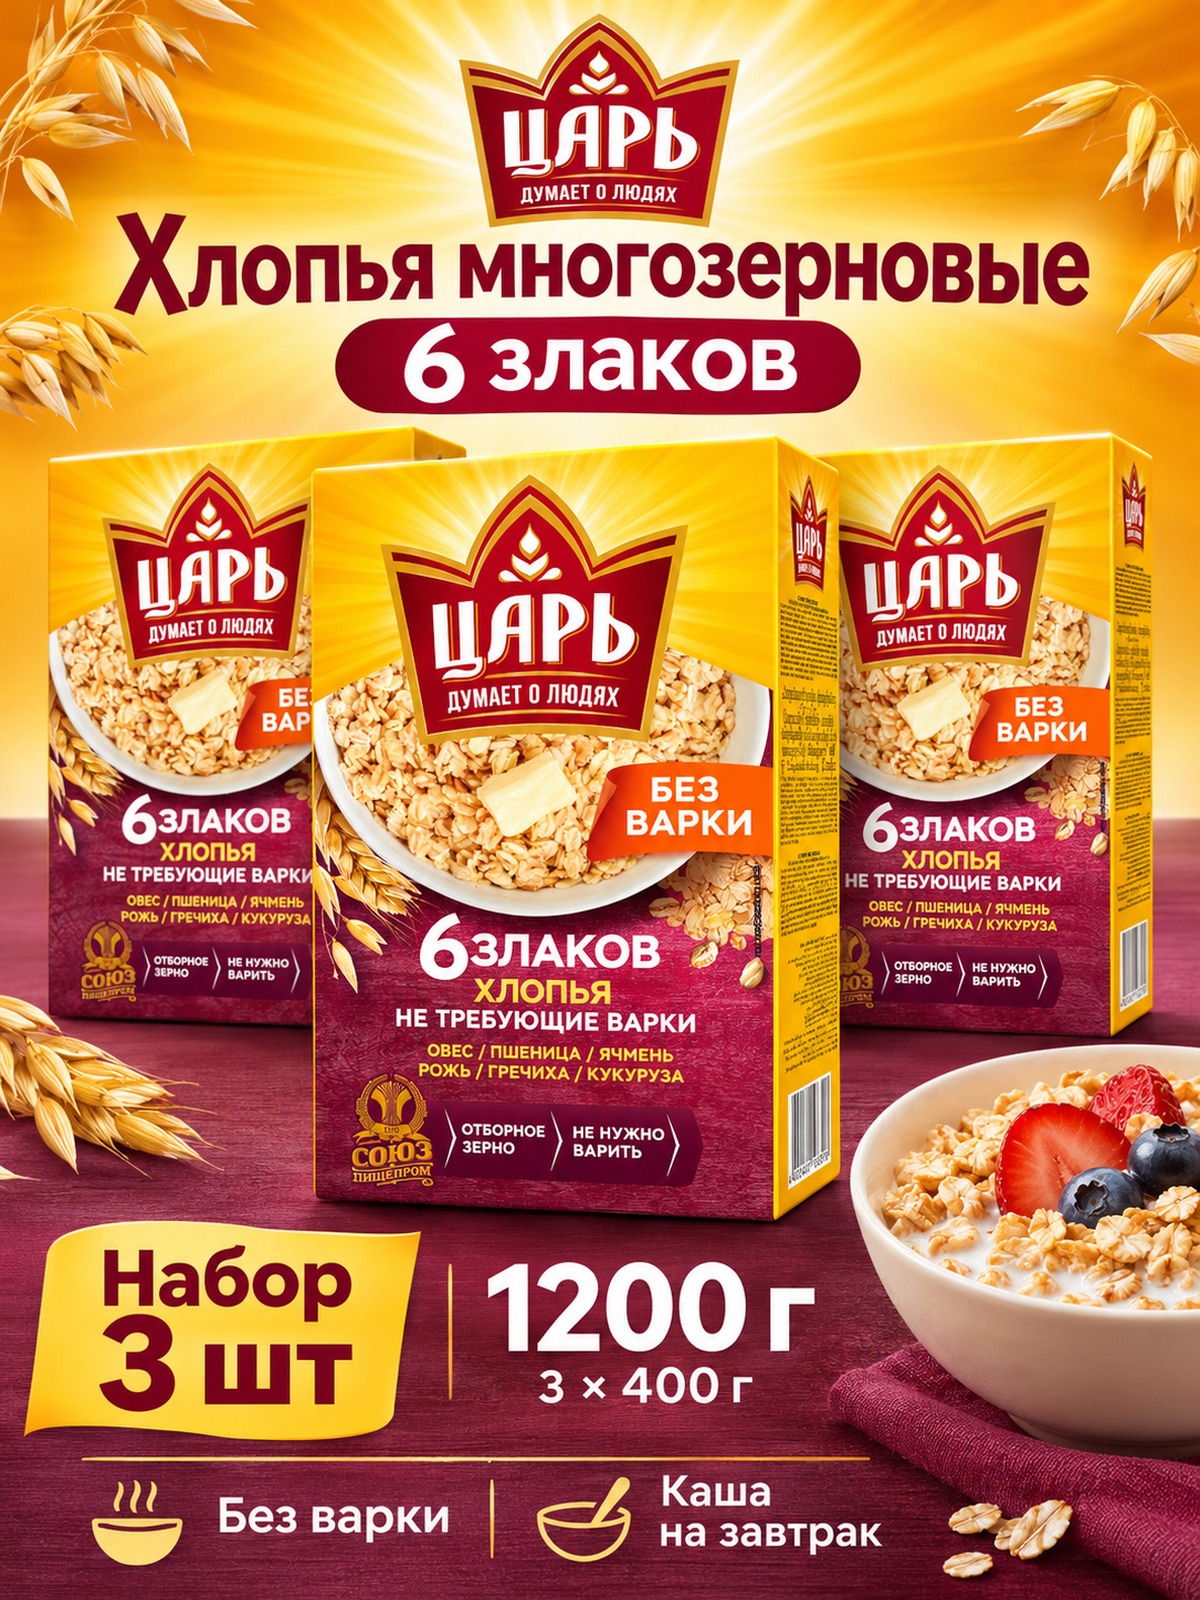 ЦАРЬ
ДУМАЕТ О ЛЮДЯХ
Хлопья многозерновые
6 злаков
ЦАРЬ
ДУМАЕТ О ЛЮДЯХ
БЕЗ
ВАР
6 ЗЛАКОВ
ХЛОПЬЯ
НЕ ТРЕБУЮЩИЕ ВАРКИ
ОВЕС / ПШЕНИЦА / ЯЧМЕНЬ
РОЖЬ / ГРЕЧИХА / КУКУРУЗА
СОЮЗ
ПИЩЕПРОМ
ОТБОРНОЕ
ЗЕРНО
НЕ НУЖНО
ВАРИТЬ
ЦАРЬ
ДУМАЕТ О ЛЮДЯХ
БЕЗ
ВАРКИ
6 ЗЛАКОВ
ХЛОПЬЯ
НЕ ТРЕБУЮЩИЕ ВАРКИ
ОВЕС / ПШЕНИЦА / ЯЧМЕНЬ
РОЖЬ / ГРЕЧИХА / КУКУРУЗА
СОЮЗ
ПИЩЕПРОМ
ОТБОРНОЕ
ЗЕРНО
НЕ НУЖНО
ВАРИТЬ
ЦАРЬ
ЦАРЬ
ДУМАЕТ О ЛЮДЯХ
БЕЗ
ВАРКИ
6 ЗЛАКОВ
ХЛОПЬЯ
НЕ ТРЕБУЮЩИЕ ВАРКИ
ОВЕС / ПШЕНИЦА / ЯЧМЕНЬ
РОЖЬ / ГРЕЧИХА / КУКУРУЗА
ОТБОРНОЕ
ЗЕРНО
НЕ НУЖНО
ВАРИТЬ
ЦАРЬ
Набор
3 шт
1200 г
3 × 400 г
Без варки
Каша
на завтрак